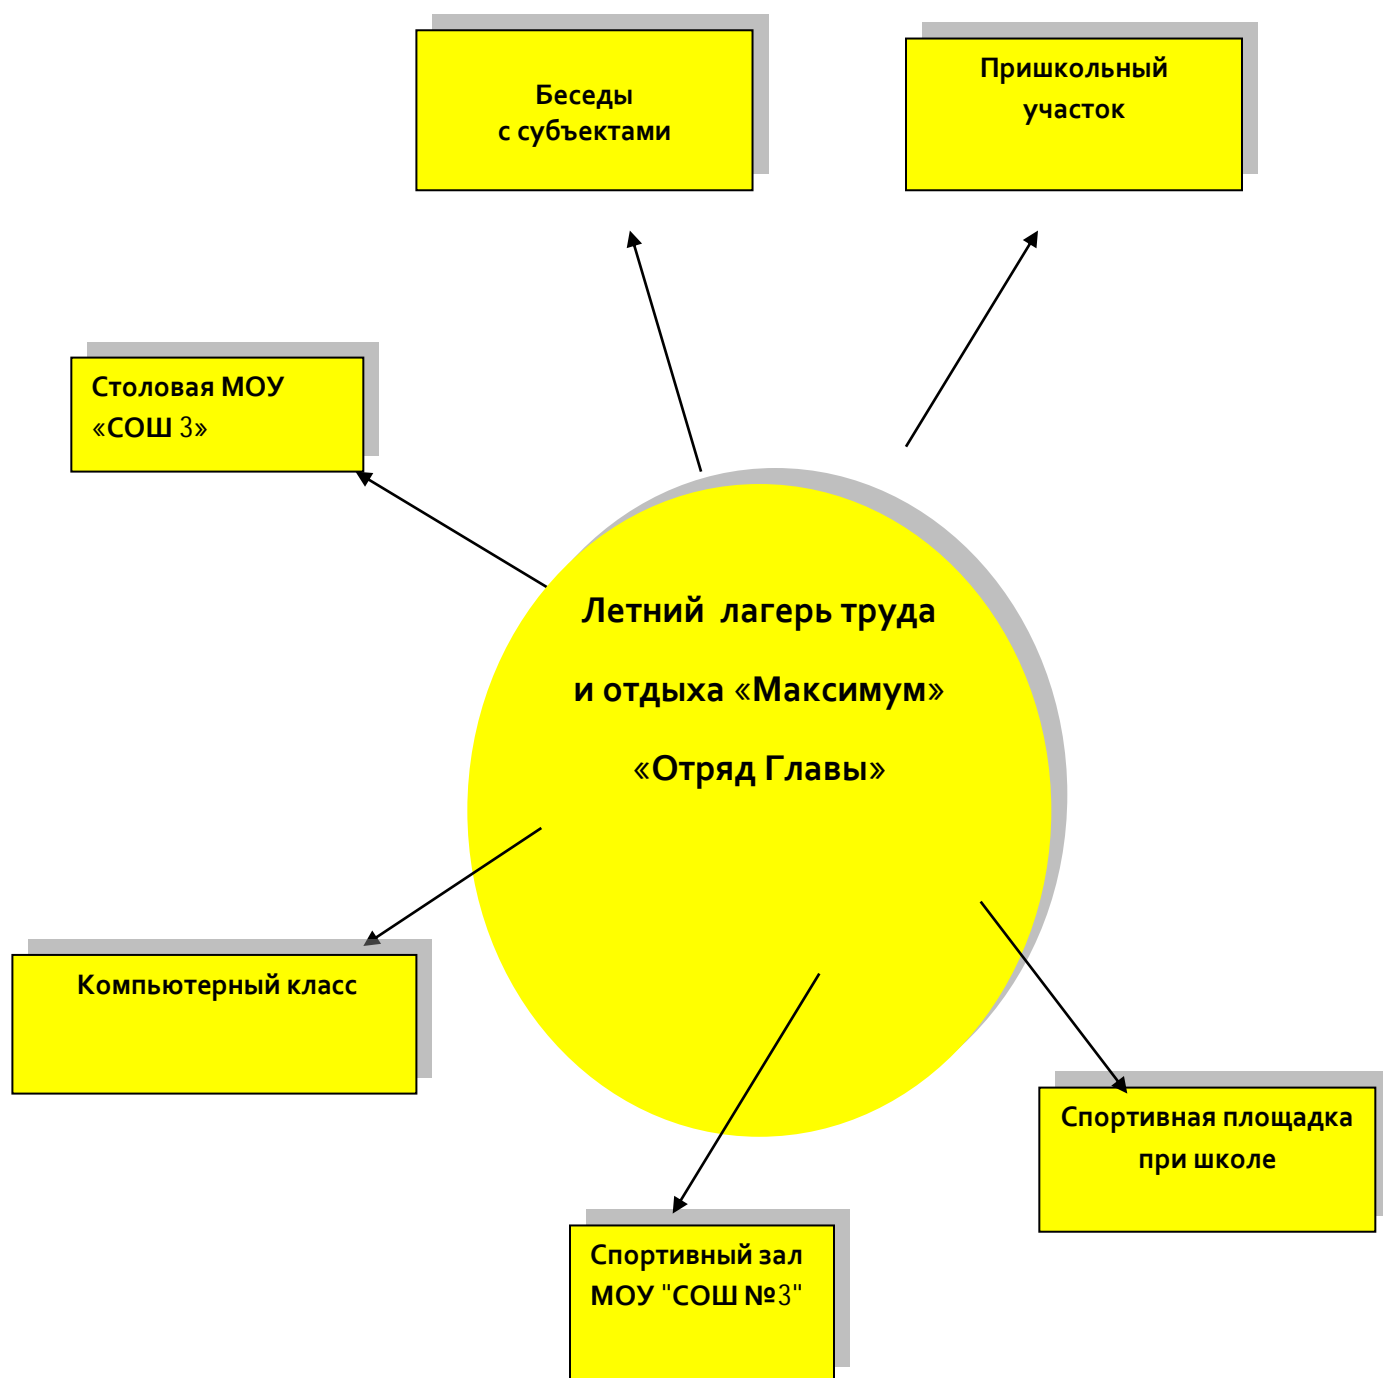 Беседы
с субъектами
Пришкольный
участок
Столовая МОУ
«СОШ 3»
Летний лагерь труда
и отдыха «Максимум»
«Отряд Главы»
Компьютерный класс
Спортивная площадка
при школе
Спортивный зал
МОУ "СОШ №3"